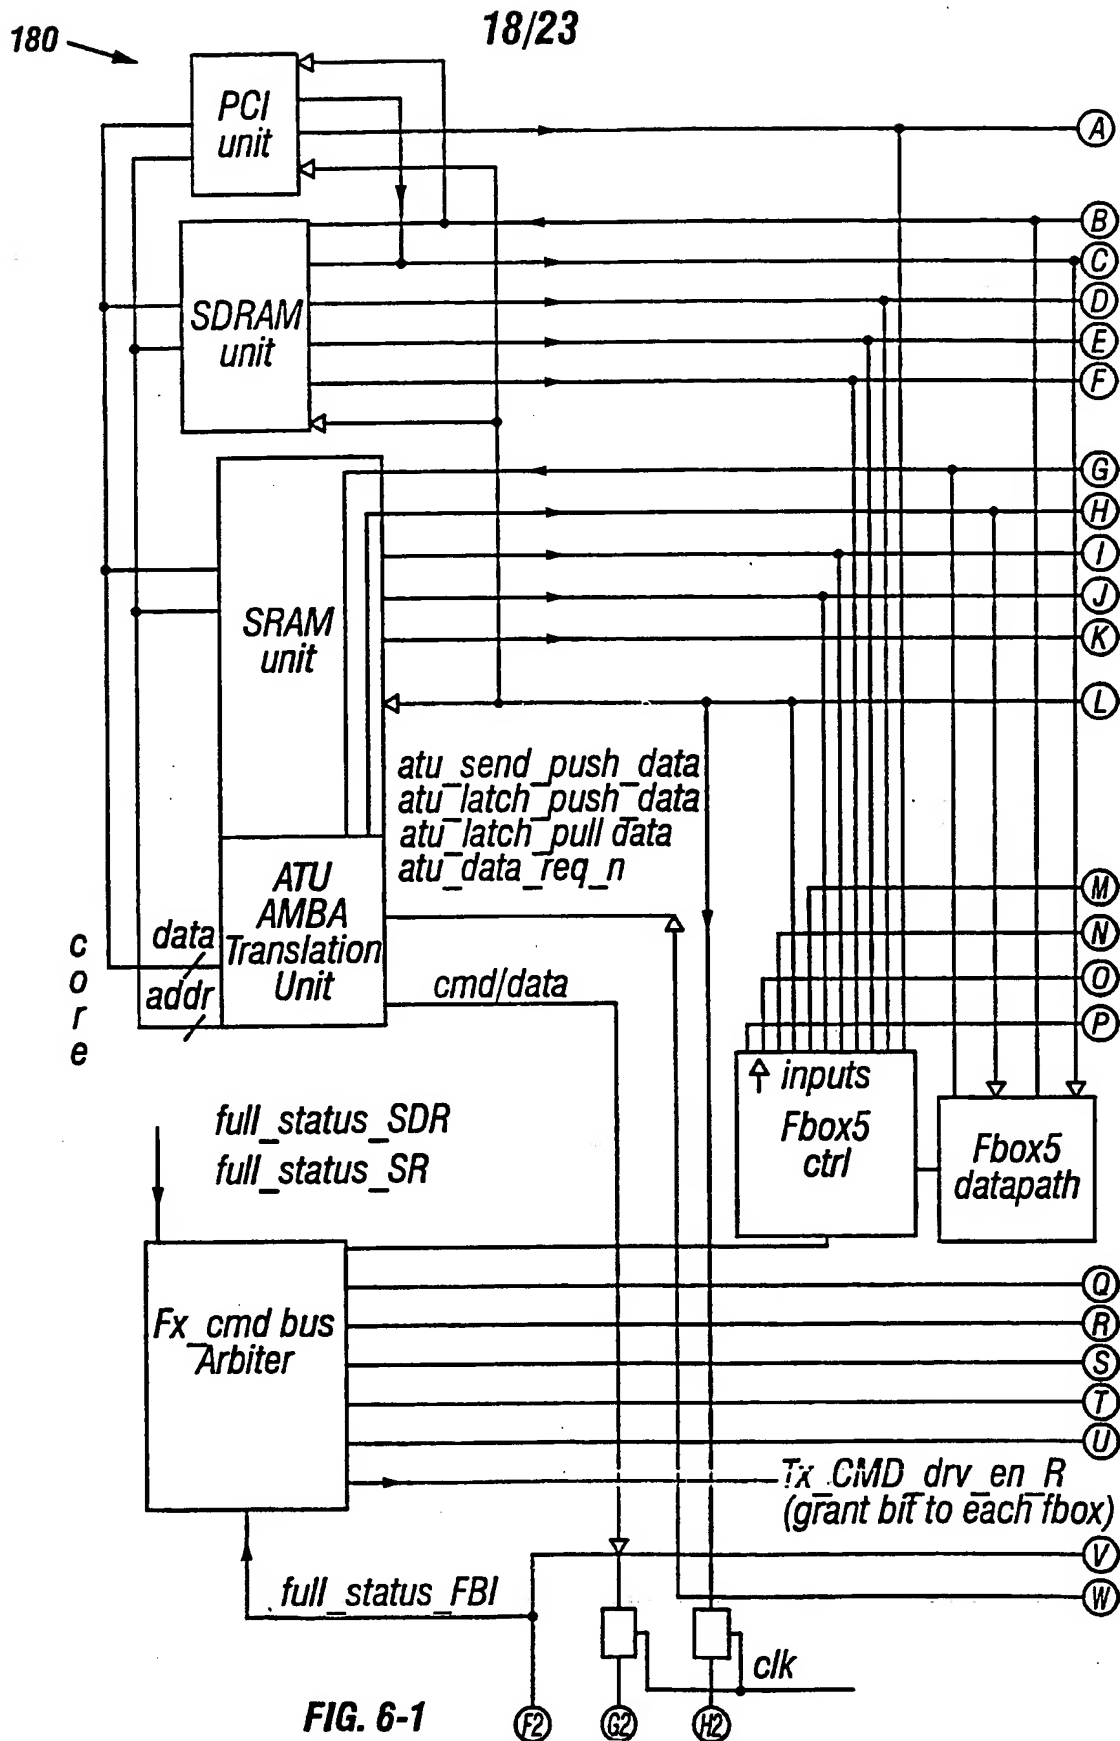 18/23
180
PCI
unit
A
B
C
SDRAM
unit
D
E
F
G
H
I
SRAM
unit
J
K
L
atu_send_push_data
atu_latch_push_data
atu_latch_pull data
atu_data_req_n
ATU
AMBA
Translation
Unit
M
N
O
P
core
data
addr
cmd/data
inputs
Fbox5
ctrl
Fbox5
datapath
full_status_SDR
full_status_SR
Fx_cmd bus
Arbiter
Q
R
S
T
U
Tx_CMD_drv_en_R
(grant bit to each fbox)
V
full_status_FBI
W
clk
FIG. 6-1
F2
G2
H2